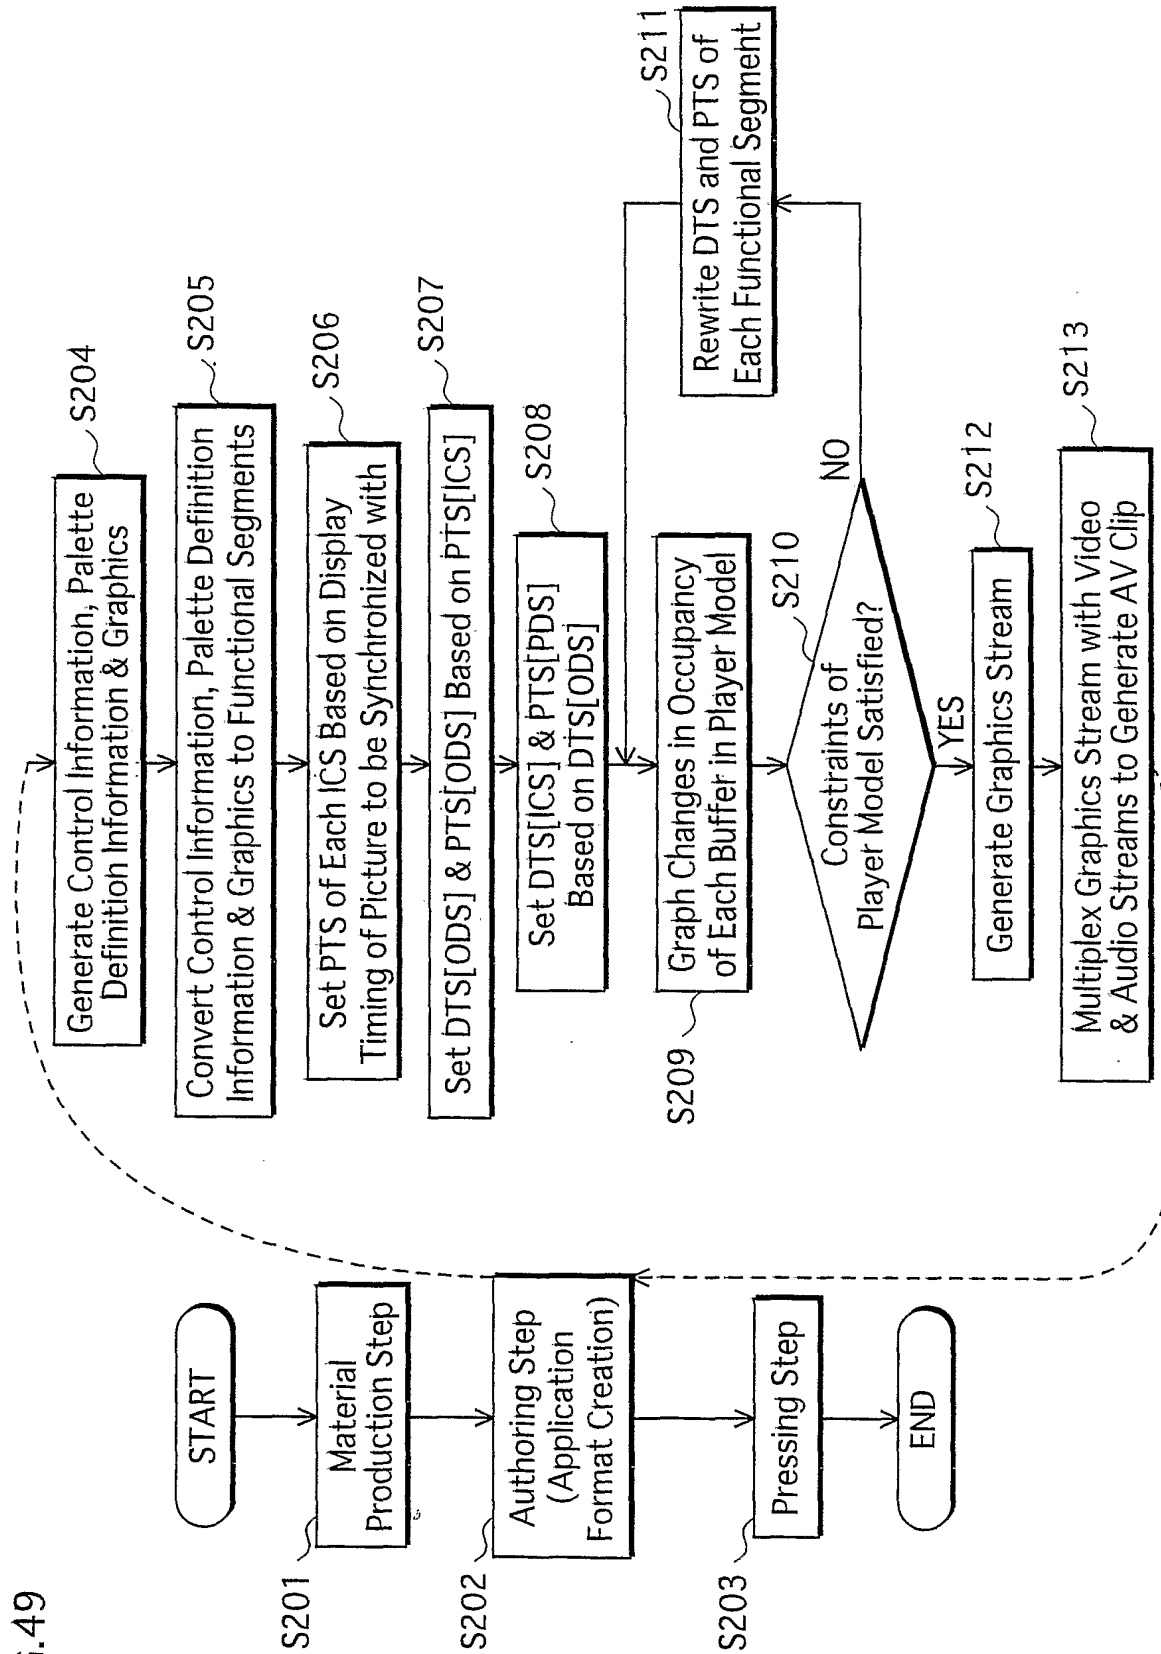 G.49
START
S201
Material
Production Step
S202
Authoring Step
(Application
Format Creation)
S203
Pressing Step
END
S204
Generate Control Information, Palette
Definition Information & Graphics
S205
Convert Control Information, Palette Definition
Information & Graphics to Functional Segments
S206
Set PTS of Each ICS Based on Display
Timing of Picture to be Synchronized with
S207
Set DTS[ODS] & PTS[ODS] Based on PTS[ICS]
S208
Set DTS[ICS] & PTS[PDS]
Based on DTS[ODS]
S209
Graph Changes in Occupancy
of Each Buffer in Player Model
S210
Constraints of
Player Model Satisfied?
NO
YES
S211
Rewrite DTS and PTS of
Each Functional Segment
S212
Generate Graphics Stream
S213
Multiplex Graphics Stream with Video
& Audio Streams to Generate AV Clip